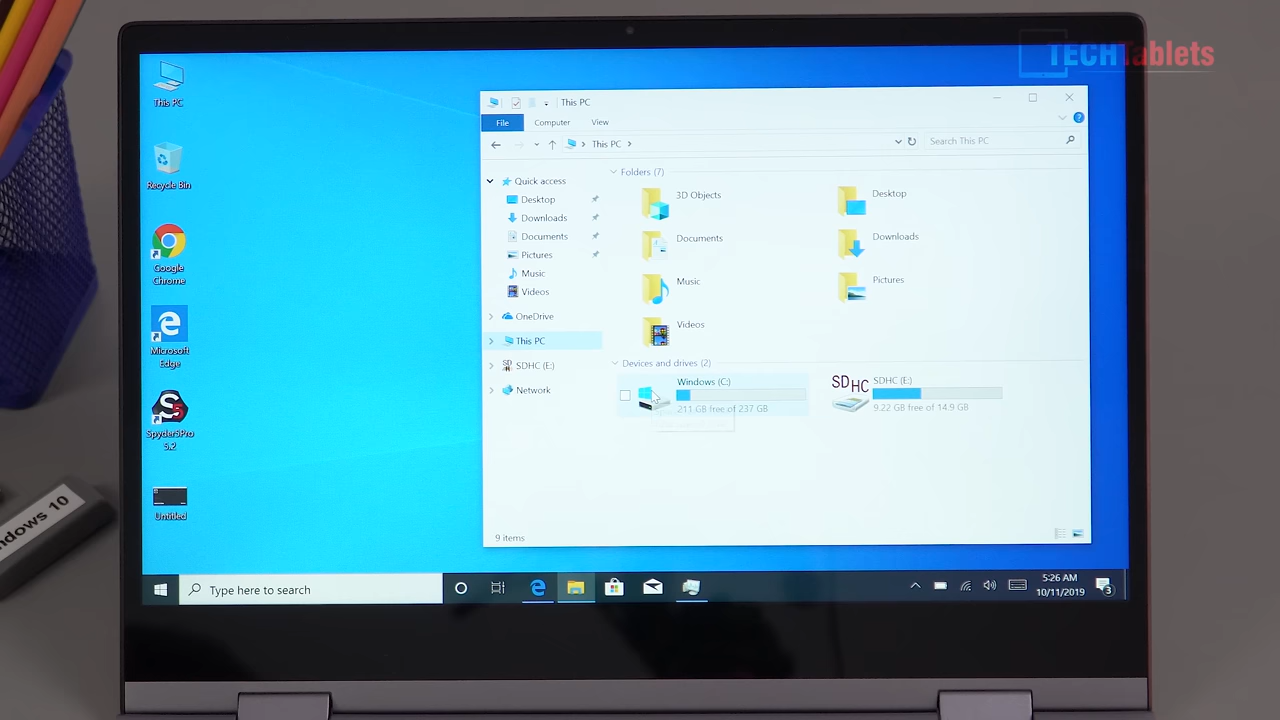 TECHTablets
This PC
Recycle Bin
Google
Chrome
Microsoft
Edge
Spyder5Pro
5.2
Untitled
This PC
File Computer View
This PC
Search This PC
Quick access
Desktop
Downloads
Documents
Pictures
Music
Videos
OneDrive
This PC
SDHC (E:)
Network
Folders (7)
3D Objects
Desktop
Documents
Downloads
Music
Pictures
Videos
Devices and drives (2)
Windows (C:)
211 GB free of 237 GB
SDHC
SDHC (E:)
9.22 GB free of 14.9 GB
9 items
Type here to search
5:26 AM
10/11/2019
3
ndows 10